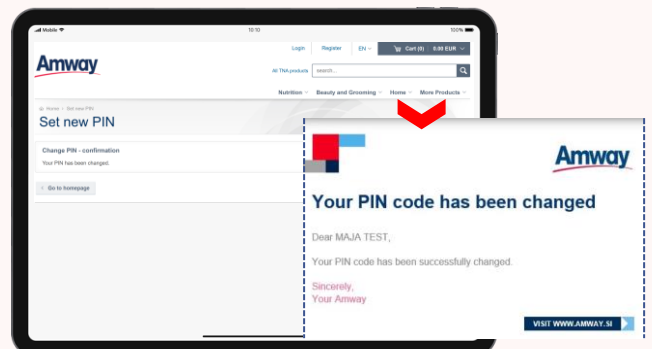 Mobile
10:10
100%
Login Register EN Cart (0) 0.00 EUR
Amway
All TNA products search...
Nutrition Beauty and Grooming Home More Products
Home > Set new PIN
Set new PIN
Change PIN - confirmation
Your PIN has been changed.
Go to homepage
Amway
Your PIN code has been changed
Dear MAJA TEST,
Your PIN code has been successfully changed.
Sincerely,
Your Amway
VISIT WWW.AMWAY.SI